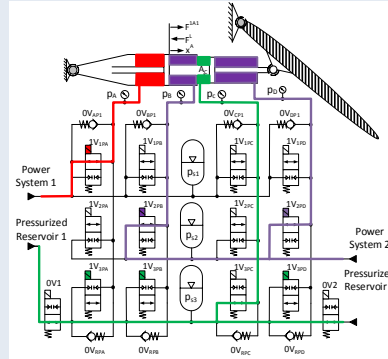 F^1A1
F^L
x^A
A_C
p_A
p_B
p_C
p_D
0V_AP1
0V_BP1
0V_CP1
0V_DP1
1V_1PA
1V_1PB
1V_1PC
1V_1PD
p_s1
Power
System 1
Pressurized
Reservoir 1
1V_2PA
1V_2PB
p_s2
1V_2PC
1V_2PD
Power
System 2
Pressurize
Reservoir
0V1
1V_3PA
1V_3PB
p_s3
1V_3PC
1V_3PD
0V2
0V_RPA
0V_RPB
0V_RPC
0V_RPD